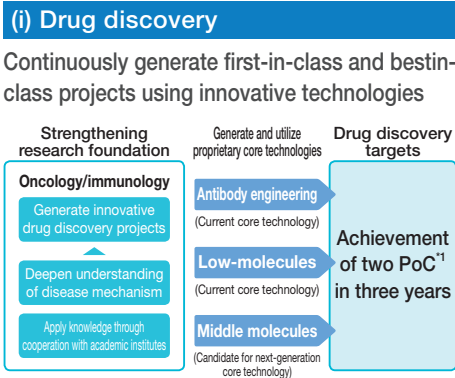 (i) Drug discovery
Continuously generate first-in-class and bestin-
class projects using innovative technologies
Strengthening
research foundation
Oncology/immunology
Generate innovative
drug discovery projects
Deepen understanding
of disease mechanism
Apply knowledge through
cooperation with academic institutes
Generate and utilize
proprietary core technologies
Antibody engineering
(Current core technology)
Low-molecules
(Current core technology)
Middle molecules
(Candidate for next-generation
core technology)
Drug discovery
targets
Achievement
of two PoC*1
in three years